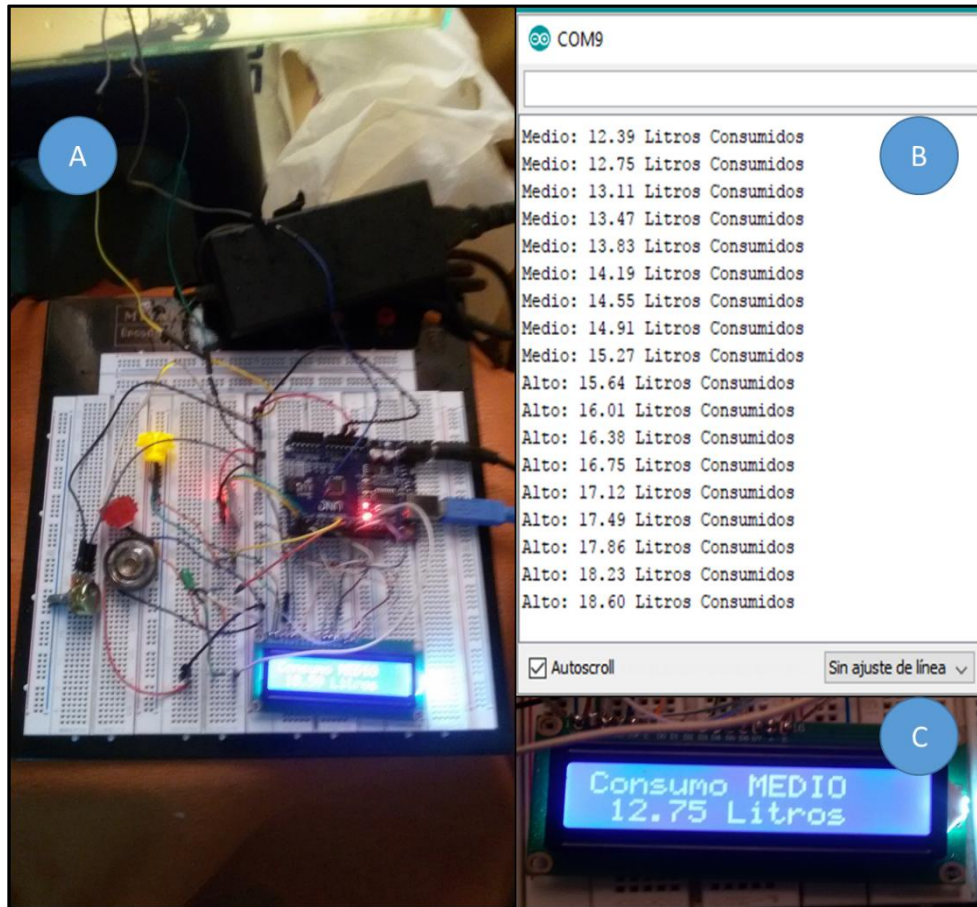 A
UNO
Consumo MEDIO
COM9
B
Medio: 12.39 Litros Consumidos
Medio: 12.75 Litros Consumidos
Medio: 13.11 Litros Consumidos
Medio: 13.47 Litros Consumidos
Medio: 13.83 Litros Consumidos
Medio: 14.19 Litros Consumidos
Medio: 14.55 Litros Consumidos
Medio: 14.91 Litros Consumidos
Medio: 15.27 Litros Consumidos
Alto: 15.64 Litros Consumidos
Alto: 16.01 Litros Consumidos
Alto: 16.38 Litros Consumidos
Alto: 16.75 Litros Consumidos
Alto: 17.12 Litros Consumidos
Alto: 17.49 Litros Consumidos
Alto: 17.86 Litros Consumidos
Alto: 18.23 Litros Consumidos
Alto: 18.60 Litros Consumidos
Autoscroll
Sin ajuste de línea
C
Consumo MEDIO
12.75 Litros